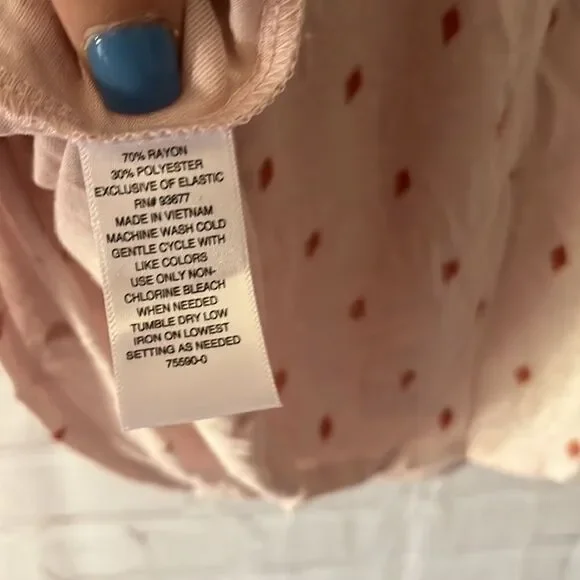 70% RAYON
30% POLYESTER
EXCLUSIVE OF ELASTIC
RN# 93677
MADE IN VIETNAM
MACHINE WASH COLD
GENTLE CYCLE WITH
LIKE COLORS
USE ONLY NON-
CHLORINE BLEACH
WHEN NEEDED
TUMBLE DRY LOW
IRON ON LOWEST
SETTING AS NEEDED
75590-0